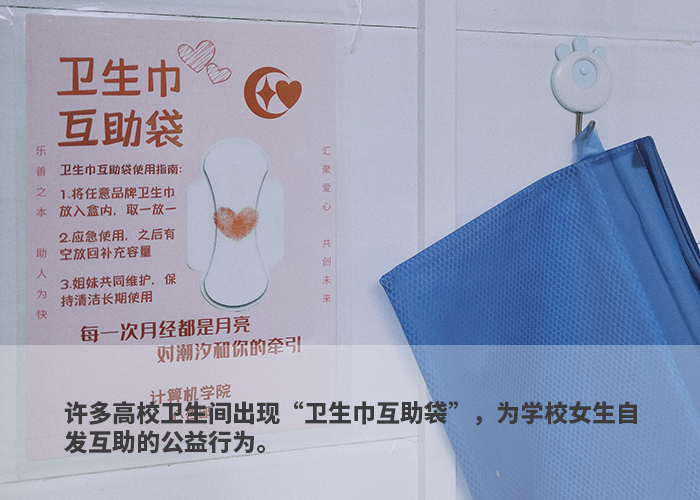 卫生巾
互助袋
卫生巾互助袋使用指南:
1.将任意品牌卫生巾
放入盒内，取一放一
2.应急使用，之后有
空放回补充容量
3.姐妹共同维护，保
持清洁长期使用
乐善之本 助人为快
汇聚爱心 共创未来
每一次月经都是月亮
对潮汐和你的牵引
计算机学院
许多高校卫生间出现“卫生巾互助袋”，为学校女生自
发互助的公益行为。